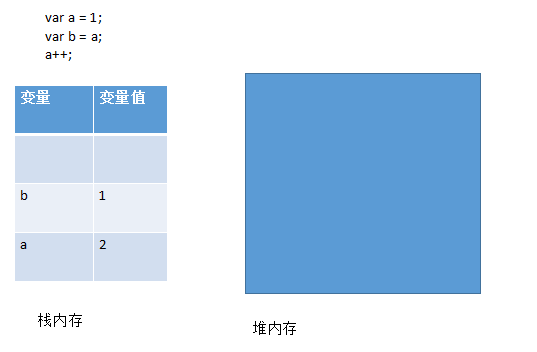 var a = 1;
var b = a;
a++;
变量 变量值
b 1
a 2
栈内存
堆内存